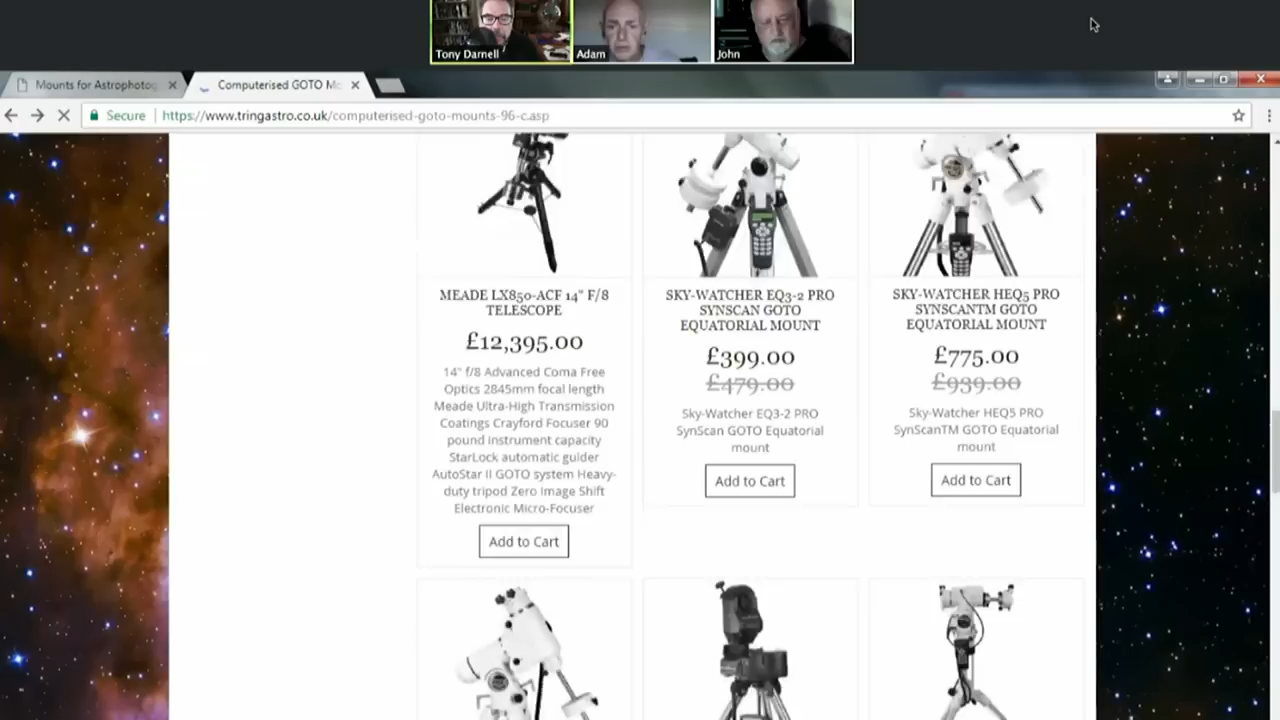 Tony Darnell
Adam
John
Mounts for Astrophotog
Computerised GOTO Mo
Secure
https://www.tringastro.co.uk/computerised-goto-mounts-96-c.asp
MEADE LX850-ACF 14" F/8
TELESCOPE
£12,395.00
14" f/8 Advanced Coma Free
Optics 2845mm focal length
Meade Ultra-High Transmission
Coatings Crayford Focuser 90
pound instrument capacity
StarLock automatic guider
AutoStar II GOTO system Heavy-
duty tripod Zero Image Shift
Electronic Micro-Focuser
Add to Cart
SKY-WATCHER EQ3-2 PRO
SYNSCAN GOTO
EQUATORIAL MOUNT
£399.00
£479.00
Sky-Watcher EQ3-2 PRO
SynScan GOTO Equatorial
mount
Add to Cart
SKY-WATCHER HEQ5 PRO
SYNSCANTM GOTO
EQUATORIAL MOUNT
£775.00
£939.00
Sky-Watcher HEQ5 PRO
SynScanTM GOTO Equatorial
mount
Add to Cart